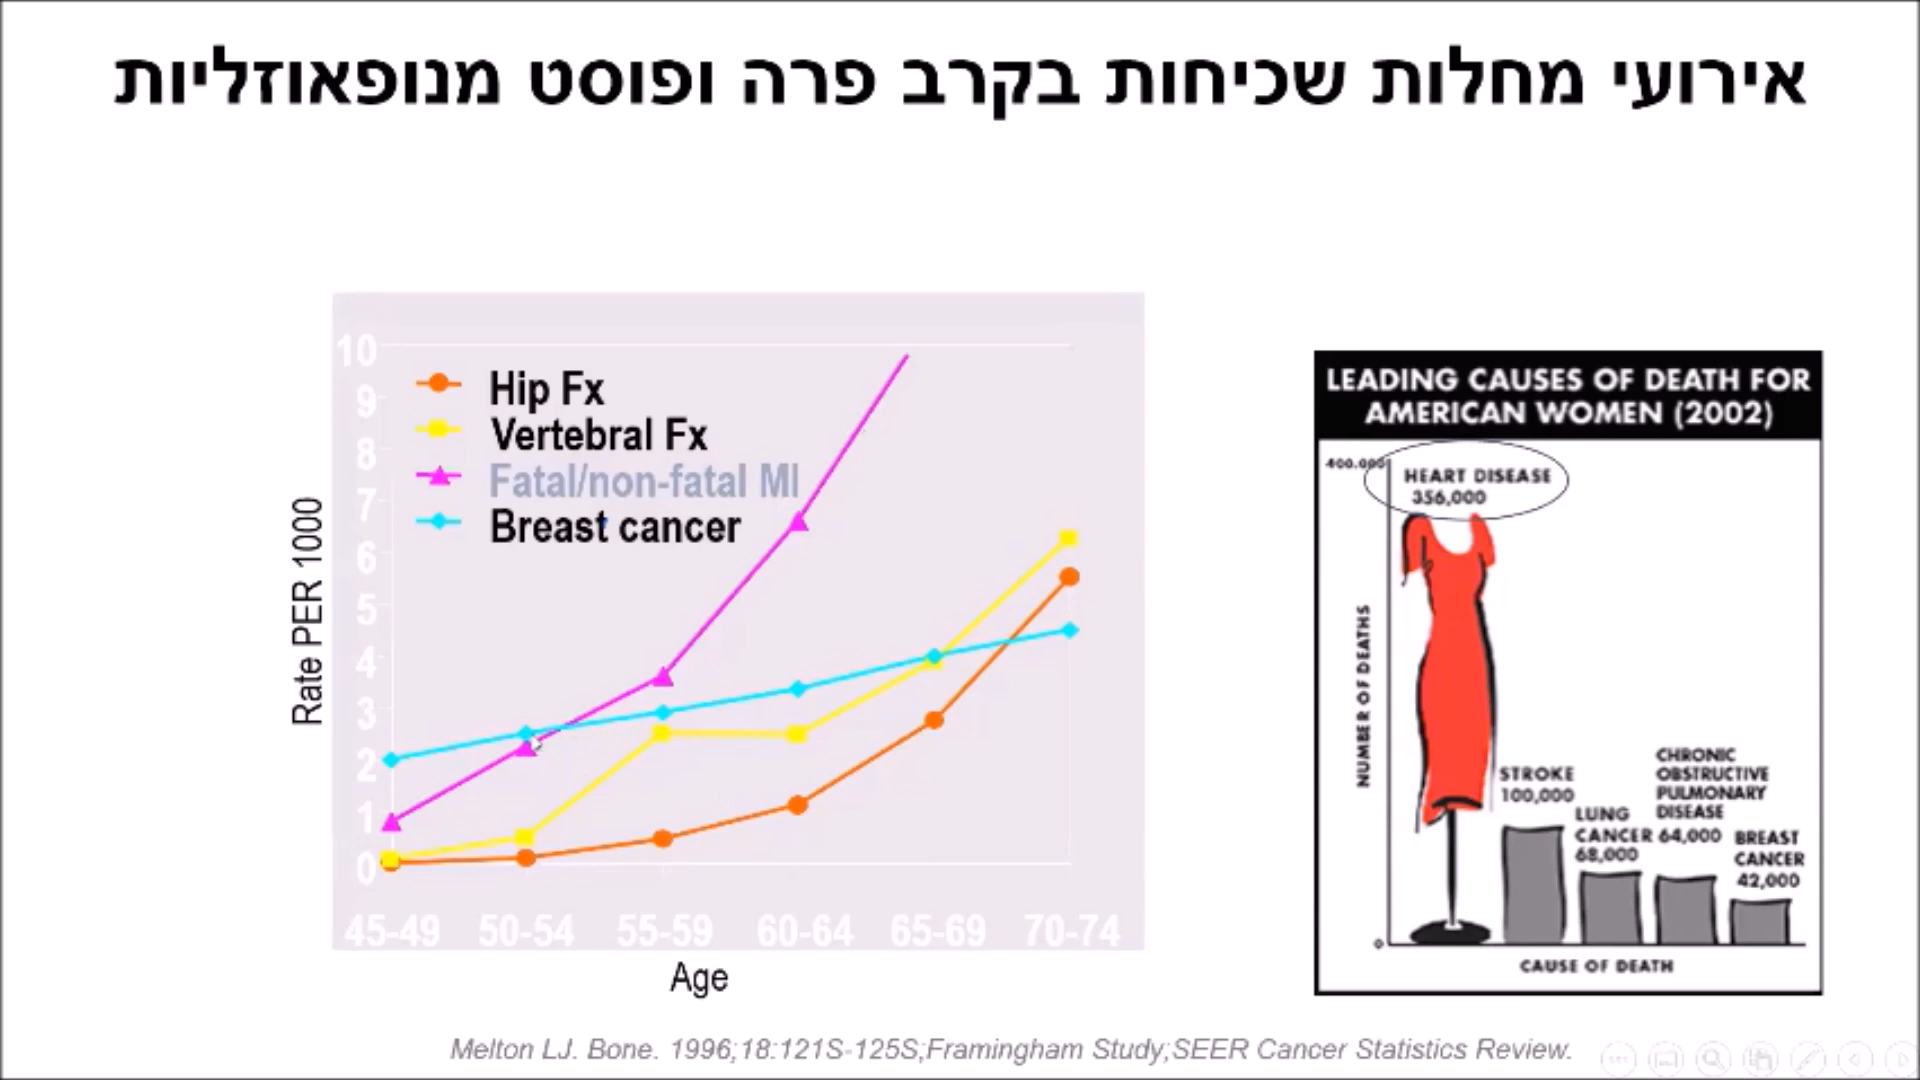 אירועי מחלות שכיחות בקרב פרה ופוסט מנופאוזליות
10
9
8
7
6
5
4
3
2
1
0
Rate PER 1000
Hip Fx
Vertebral Fx
Fatal/non-fatal MI
Breast cancer
45-49 50-54 55-59 60-64 65-69 70-74
Age
LEADING CAUSES OF DEATH FOR
AMERICAN WOMEN (2002)
400,000
HEART DISEASE
356,000
NUMBER OF DEATHS
STROKE
100,000
LUNG
CANCER
68,000
CHRONIC
OBSTRUCTIVE
PULMONARY
DISEASE
64,000
BREAST
CANCER
42,000
0
CAUSE OF DEATH
Melton LJ. Bone. 1996;18:121S-125S;Framingham Study;SEER Cancer Statistics Review.